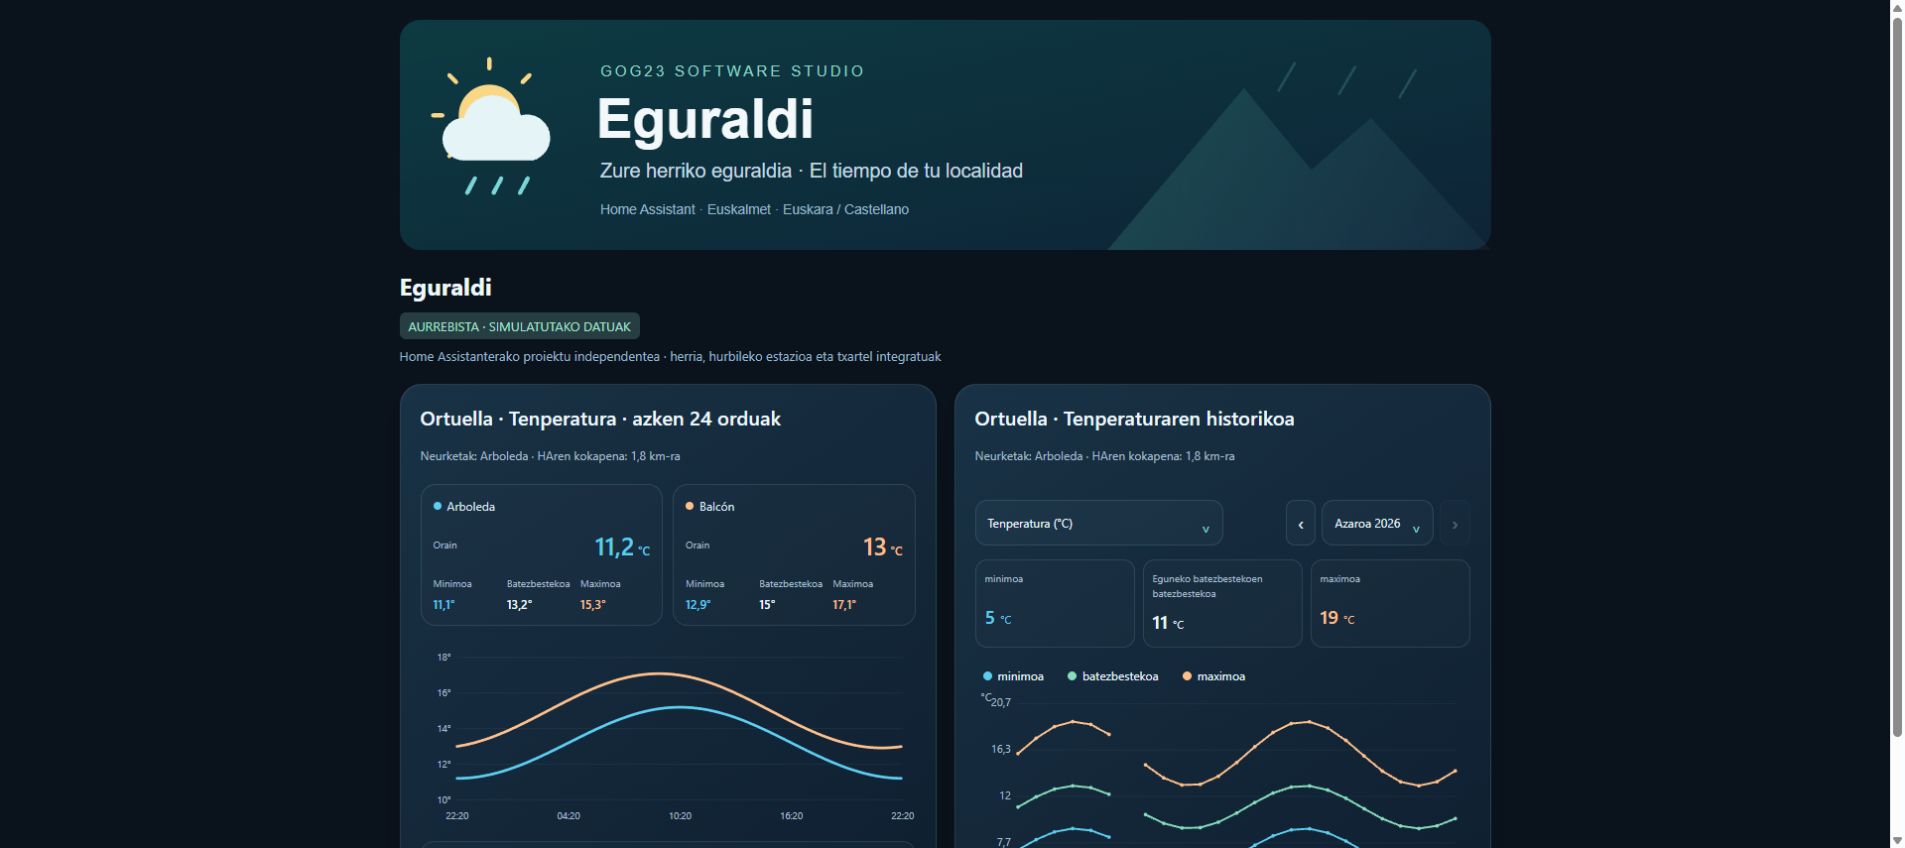 GOG23 SOFTWARE STUDIO
Eguraldi
Zure herriko eguraldia · El tiempo de tu localidad
Home Assistant · Euskalmet · Euskara / Castellano
Eguraldi
AURREBISTA · SIMULATUTAKO DATUAK
Home Assistanterako proiektu independentea · herria, hurbileko estazioa eta txartel integratuak
Ortuella · Tenperatura · azken 24 orduak
Neurketak: Arboleda · HAren kokapena: 1,8 km-ra
Arboleda
Orain 11,2 °C
Minimoa Batezbestekoa Maximoa
11,1° 13,2° 15,3°
Balcón
Orain 13 °C
Minimoa Batezbestekoa Maximoa
12,9° 15° 17,1°
18°
16°
14°
12°
10°
22:20 04:20 10:20 16:20 22:20
Ortuella · Tenperaturaren historikoa
Neurketak: Arboleda · HAren kokapena: 1,8 km-ra
Tenperatura (°C) v ‹ Azaroa 2026 v ›
minimoa
5 °C
Eguneko batezbestekoen
batezbestekoa
11 °C
maximoa
19 °C
minimoa batezbestekoa maximoa
°C
20,7
16,3
12
7,7